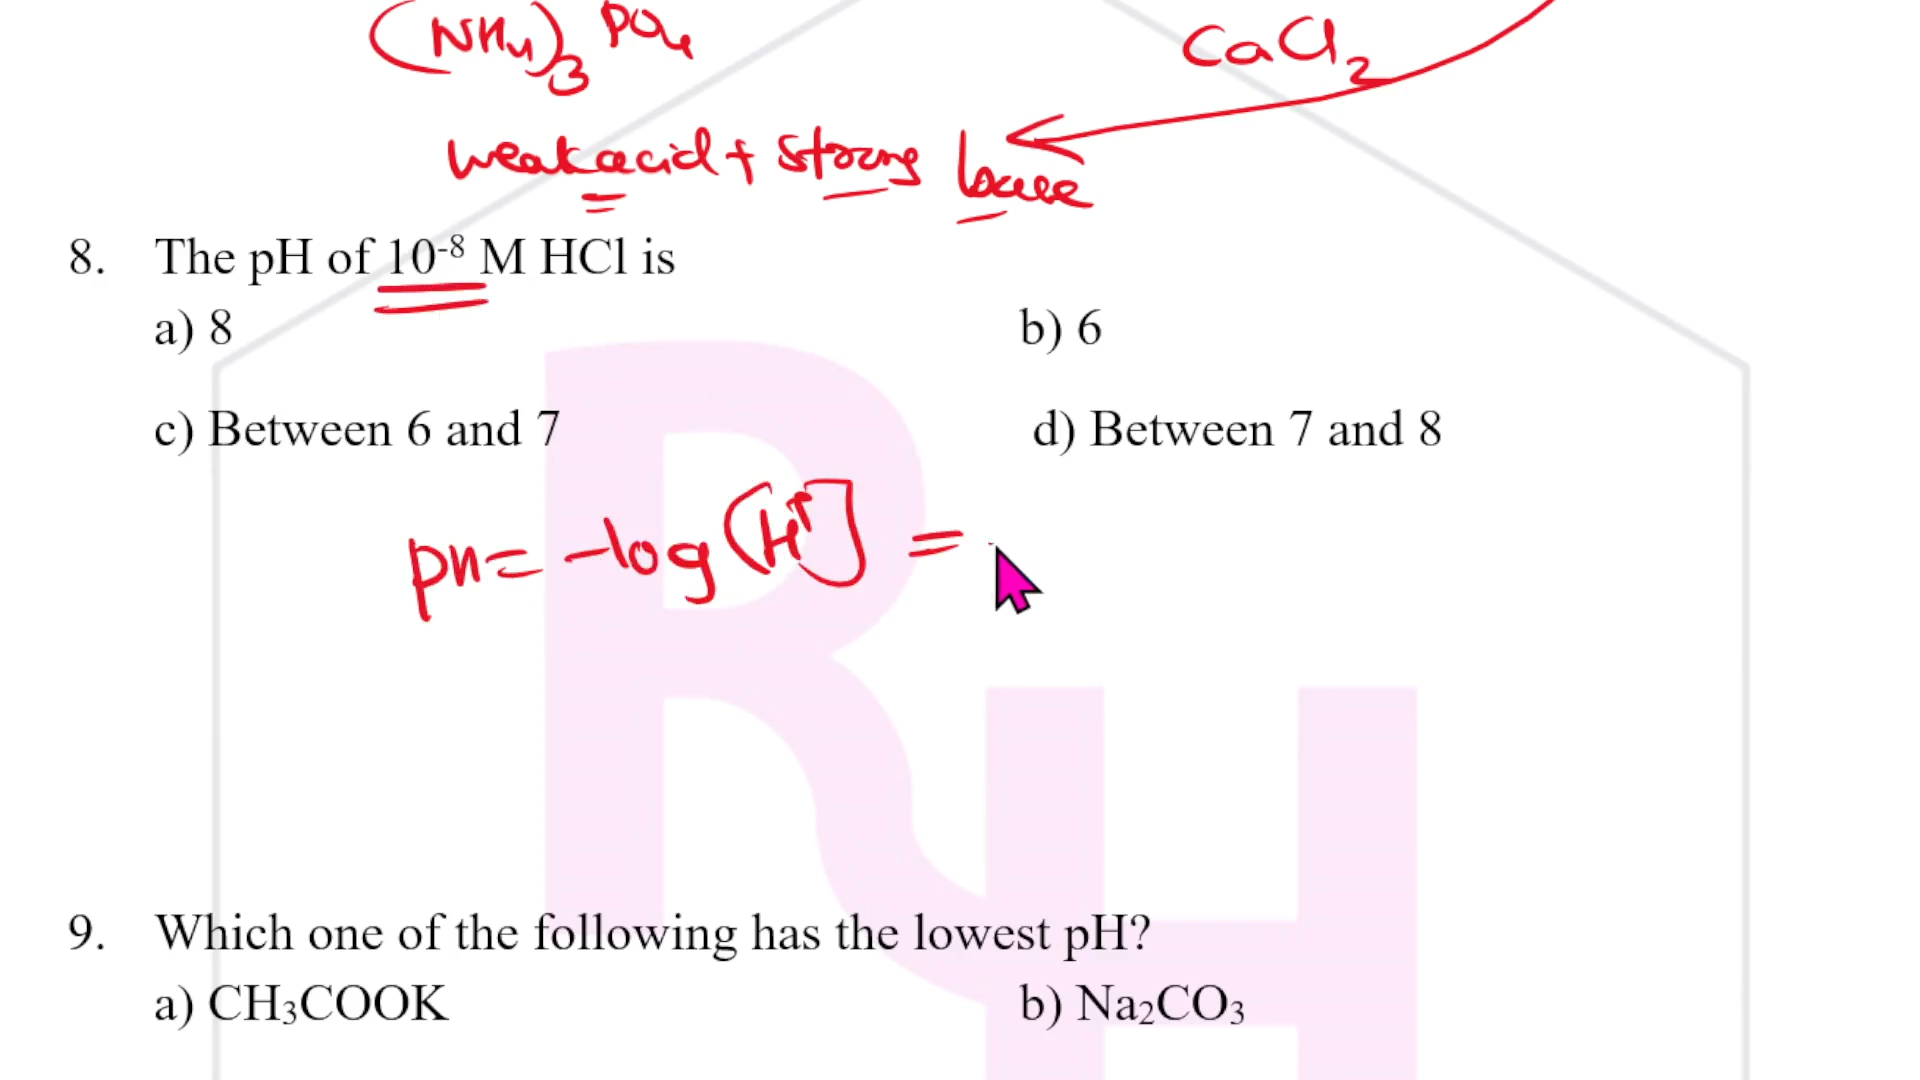 (NH₄)₃ PO₄ CaCl₂
weak acid + strong base
8. The pH of 10⁻⁸ M HCl is
a) 8 b) 6
c) Between 6 and 7 d) Between 7 and 8
pH = -log [H⁺] =
9. Which one of the following has the lowest pH?
a) CH₃COOK b) Na₂CO₃